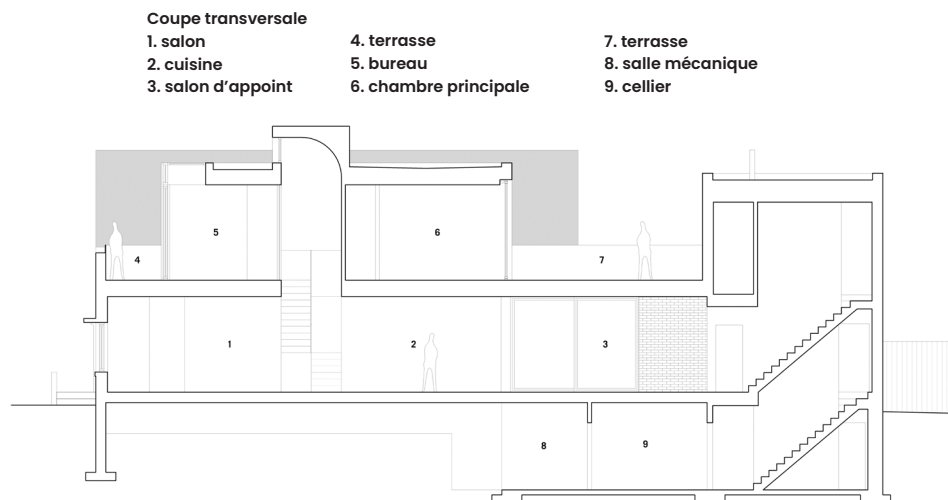 Coupe transversale
1. salon
2. cuisine
3. salon d'appoint
4. terrasse
5. bureau
6. chambre principale
7. terrasse
8. salle mécanique
9. cellier
5
6
4
7
1
2
3
8
9